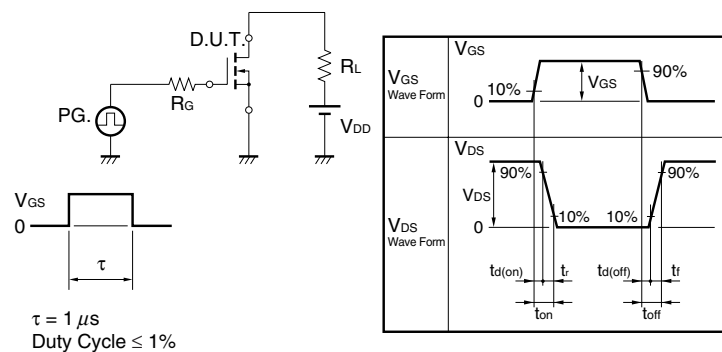 D.U.T.
RL
RG
PG.
VDD
VGS
0
τ
τ = 1 μs
Duty Cycle ≤ 1%
VGS
Wave Form
VGS
10%
VGS
90%
0
VDS
Wave Form
VDS
90%
90%
VDS
10%
10%
0
td(on)
tr
td(off)
tf
ton
toff